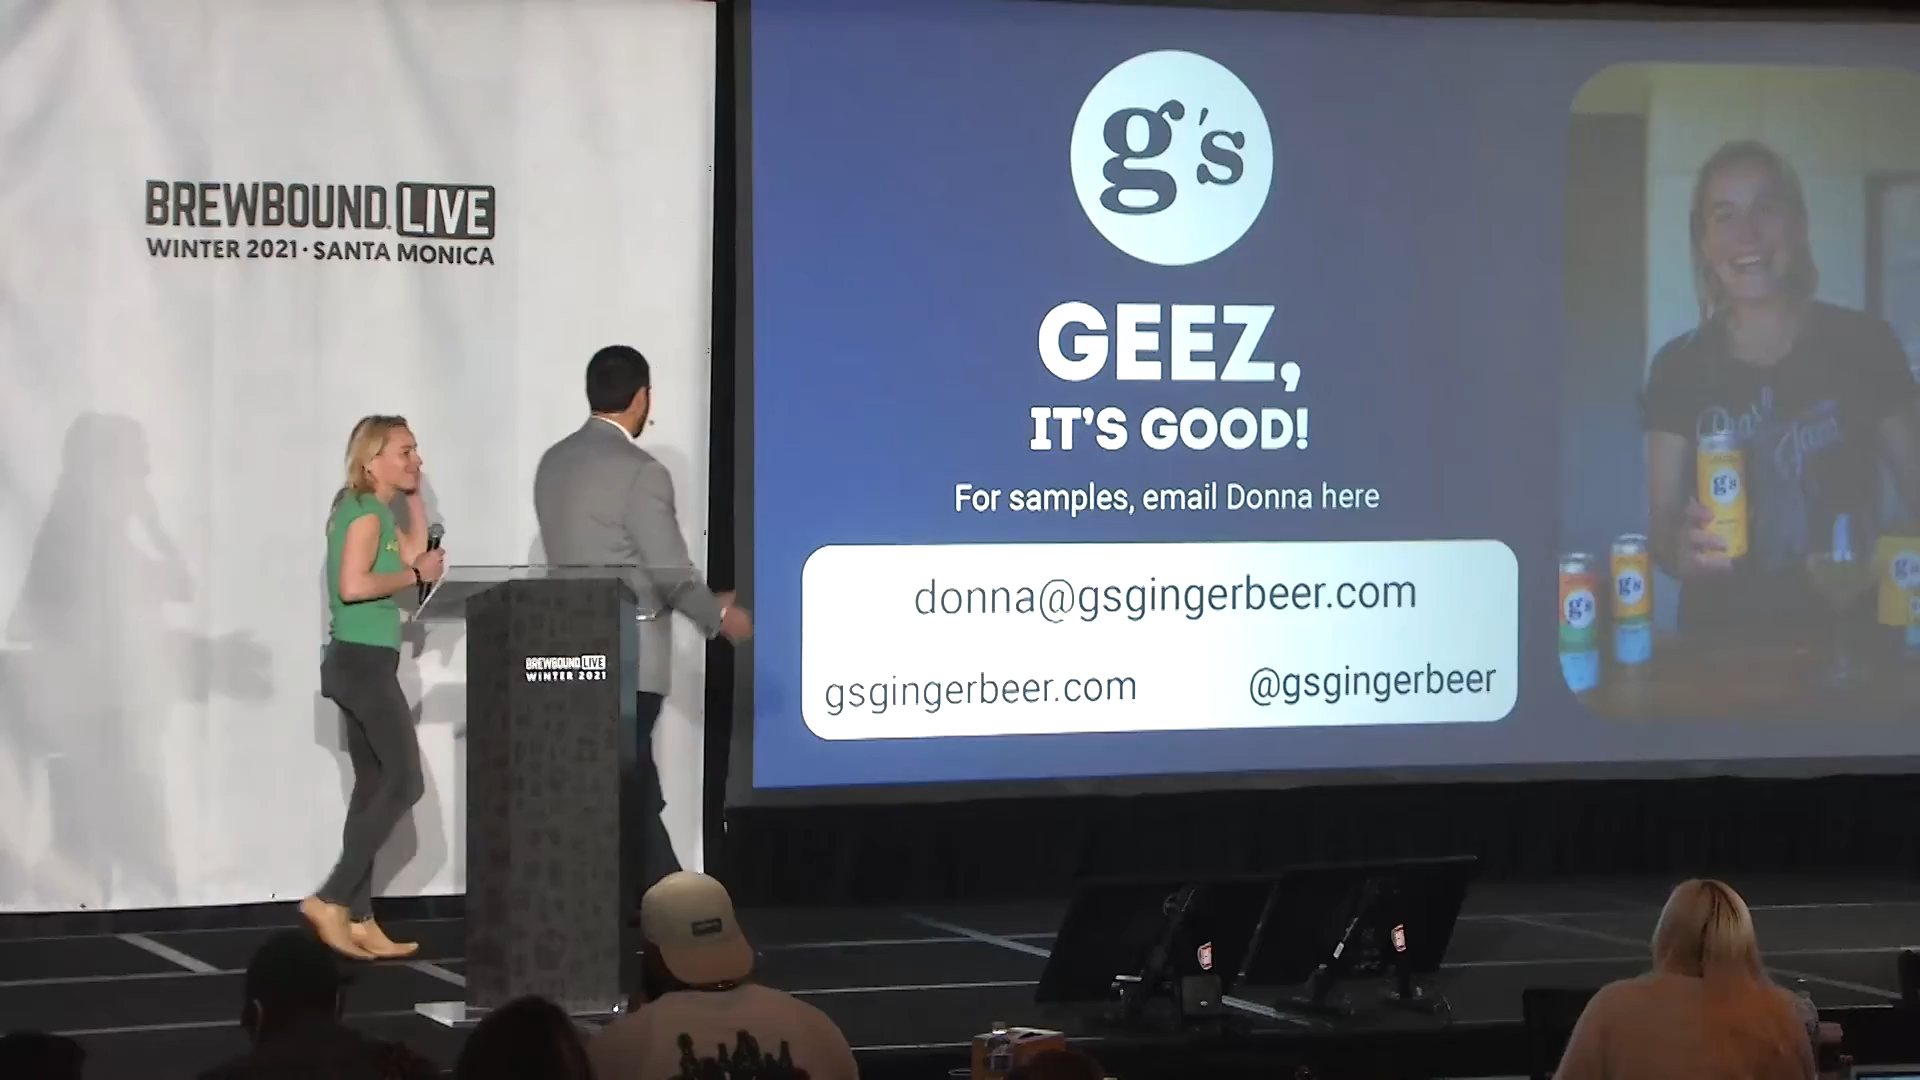 BREWBOUND LIVE
WINTER 2021 · SANTA MONICA
g's
GEEZ,
IT'S GOOD!
For samples, email Donna here
donna@gsgingerbeer.com
gsgingerbeer.com
@gsgingerbeer
BREWBOUND LIVE
WINTER 2021
g's
g's
g's